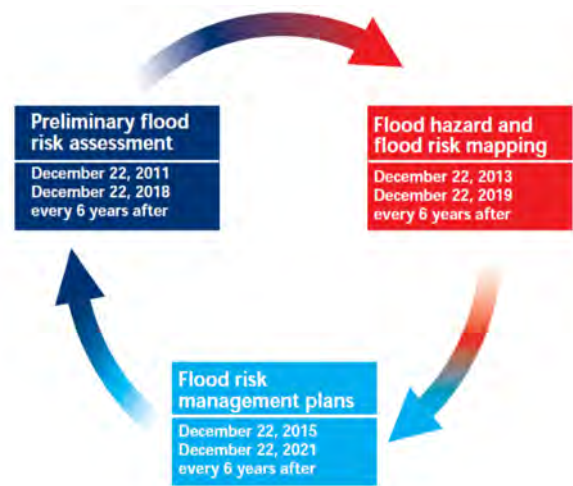 Preliminary flood
risk assessment
December 22, 2011
December 22, 2018
every 6 years after
Flood hazard and
flood risk mapping
December 22, 2013
December 22, 2019
every 6 years after
Flood risk
management plans
December 22, 2015
December 22, 2021
every 6 years after